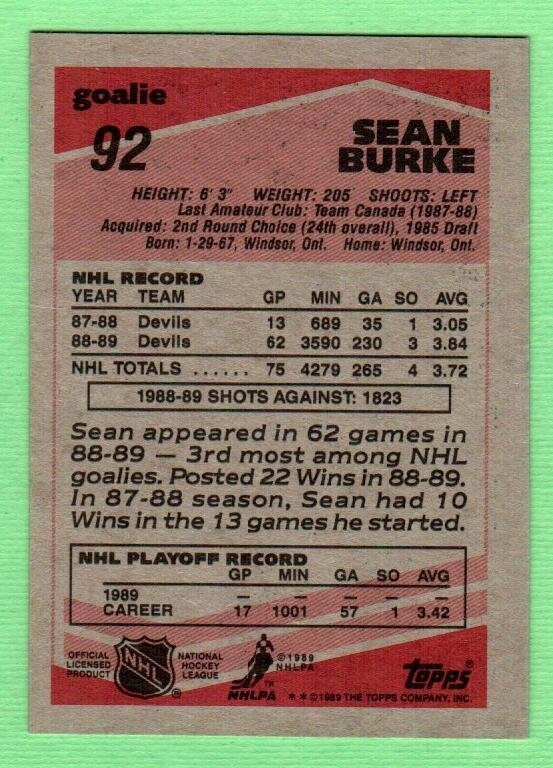 goalie
92
SEAN
BURKE
HEIGHT: 6' 3" WEIGHT: 205 SHOOTS: LEFT
Last Amateur Club: Team Canada (1987-88)
Acquired: 2nd Round Choice (24th overall), 1985 Draft
Born: 1-29-67, Windsor, Ont. Home: Windsor, Ont.
NHL RECORD
YEAR TEAM GP MIN GA SO AVG
87-88 Devils 13 689 35 1 3.05
88-89 Devils 62 3590 230 3 3.84
NHL TOTALS ...... 75 4279 265 4 3.72
1988-89 SHOTS AGAINST: 1823
Sean appeared in 62 games in
88-89 — 3rd most among NHL
goalies. Posted 22 Wins in 88-89.
In 87-88 season, Sean had 10
Wins in the 13 games he started.
NHL PLAYOFF RECORD
GP MIN GA SO AVG
1989 — — — — —
CAREER 17 1001 57 1 3.42
OFFICIAL
LICENSED
PRODUCT
NHL
®
NATIONAL
HOCKEY
LEAGUE
©1989
NHLPA
™
NHLPA
TOPPS®
* * ©1989 THE TOPPS COMPANY, INC.